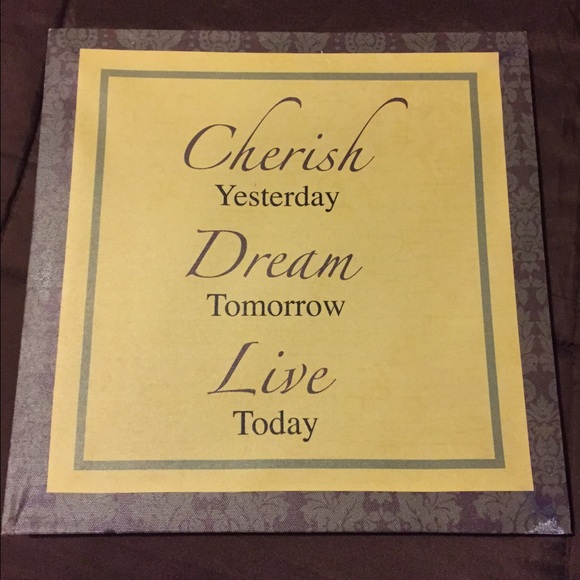 Cherish
Yesterday
Dream
Tomorrow
Live
Today